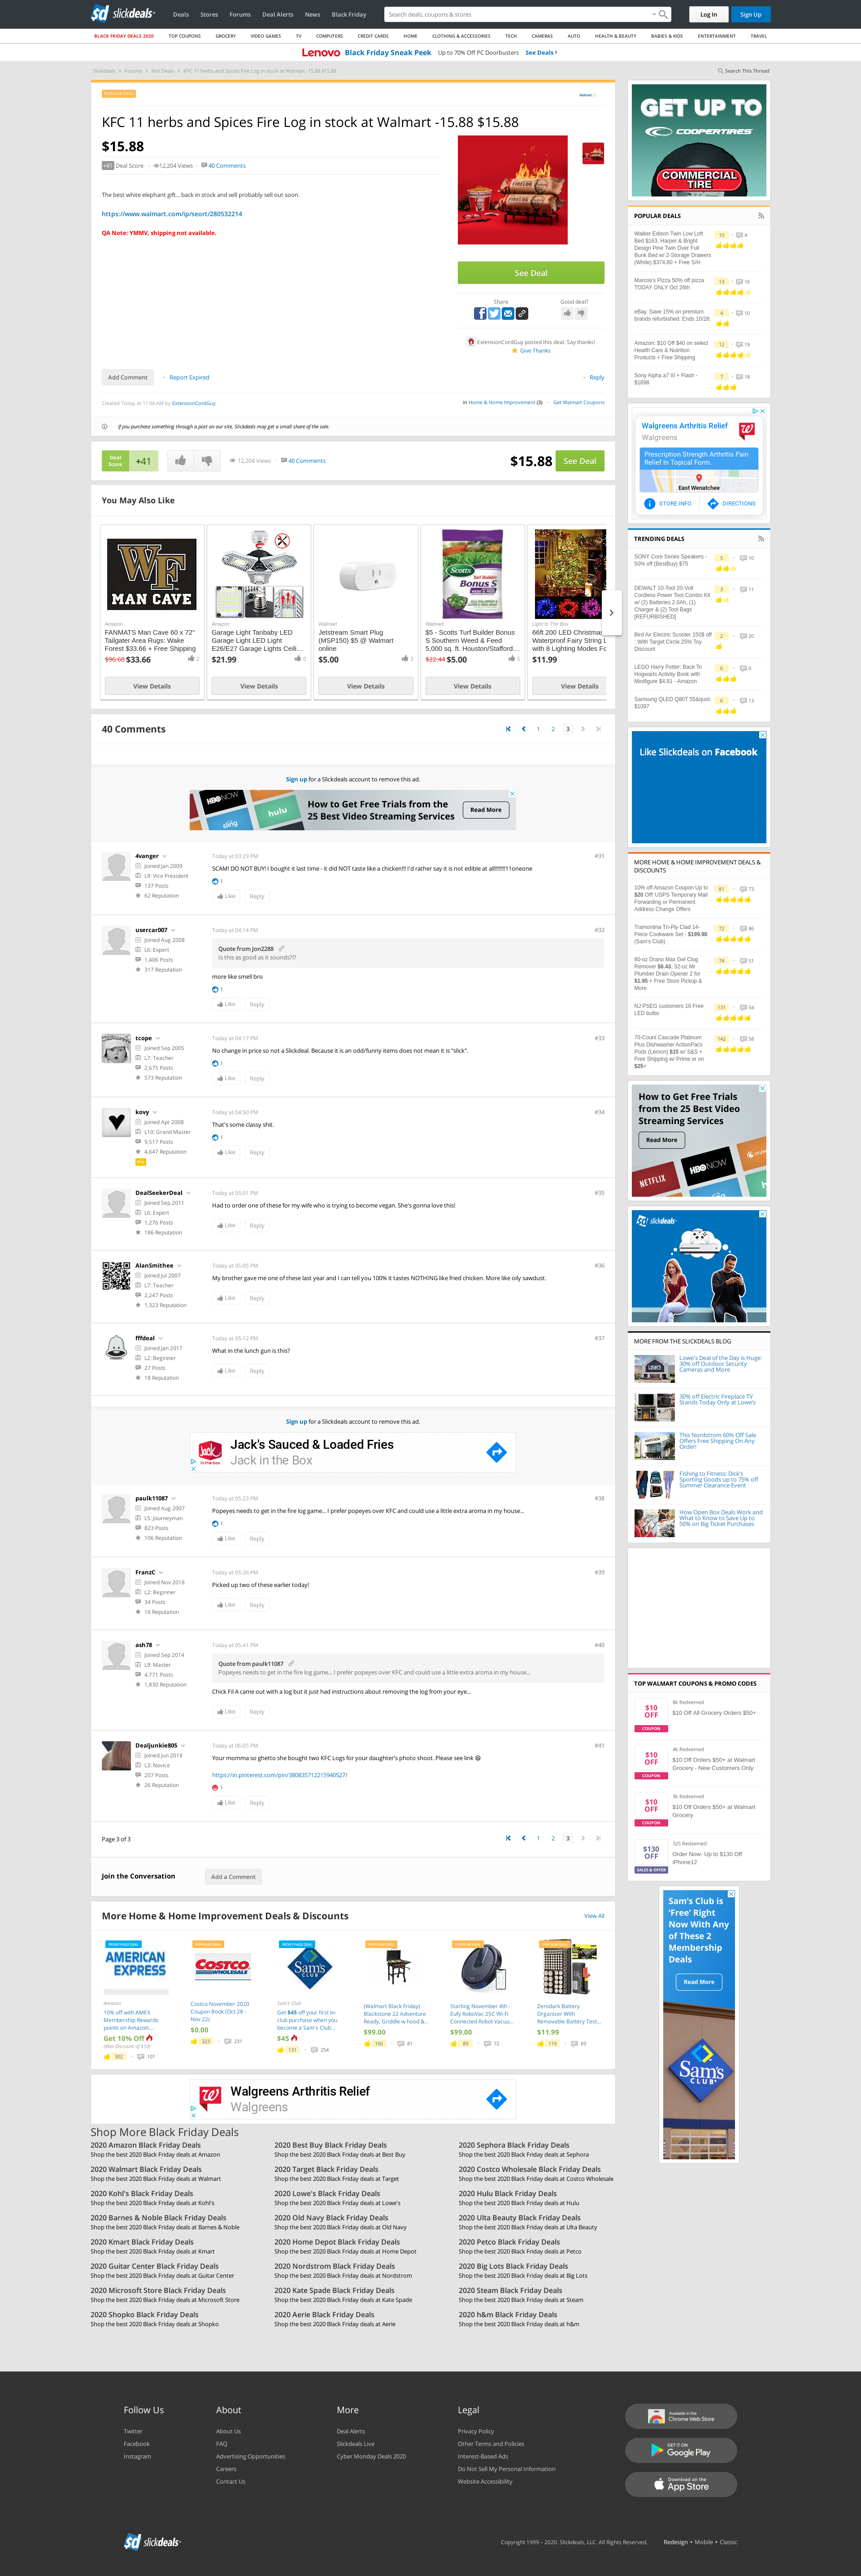 slickdeals
Deals
Stores
Forums
Deal Alerts
News
Black Friday
Search deals, coupons & stores
Log In
Sign Up
BLACK FRIDAY DEALS 2020
TOP COUPONS
GROCERY
VIDEO GAMES
TV
COMPUTERS
CREDIT CARDS
HOME
CLOTHING & ACCESSORIES
TECH
CAMERAS
AUTO
HEALTH & BEAUTY
BABIES & KIDS
ENTERTAINMENT
TRAVEL
Lenovo Black Friday Sneak Peek Up to 70% Off PC Doorbusters See Deals
Slickdeals
Forums
Hot Deals
KFC 11 herbs and Spices Fire Log in stock at Walmart -15.88 $15.88
Search This Thread
POPULAR DEAL
Walmart
KFC 11 herbs and Spices Fire Log in stock at Walmart -15.88 $15.88
$15.88
+41 Deal Score
12,204 Views
40 Comments
The best white elephant gift... back in stock and will probably sell out soon.
https://www.walmart.com/ip/seort/280532214
QA Note: YMMV, shipping not available.
FIRELOG
See Deal
Share
Good deal?
ExtensionCordGuy posted this deal. Say thanks!
Give Thanks
Add Comment
Report Expired
Reply
Created Today at 11:04 AM by ExtensionCordGuy
in Home & Home Improvement (3)
Get Walmart Coupons
If you purchase something through a post on our site, Slickdeals may get a small share of the sale.
Deal Score +41
12,204 Views
40 Comments
$15.88
See Deal
You May Also Like
WF
MAN CAVE
Amazon
FANMATS Man Cave 60 x 72" Tailgater Area Rugs: Wake Forest $33.66 + Free Shipping
$96.60 $33.66
2
View Details
Amazon
Garage Light Tanbaby LED Garage Light LED Light E26/E27 Garage Lights Ceili...
$21.99
0
View Details
Walmart
Jetstream Smart Plug (MSP150) $5 @ Walmart online
$5.00
3
View Details
Scotts
Turf Builder
Bonus S
Walmart
$5 - Scotts Turf Builder Bonus S Southern Weed & Feed 5,000 sq. ft. Houston/Stafford...
$22.44 $5.00
5
View Details
Light In The Box
66ft 200 LED Christmas Waterproof Fairy String L with 8 Lighting Modes Fo
$11.99
View Details
40 Comments
1
2
3
Sign up for a Slickdeals account to remove this ad.
sling
hulu
How to Get Free Trials from the 25 Best Video Streaming Services
Read More
4vanger
Joined Jan 2009
L9: Vice President
137 Posts
62 Reputation
Today at 03:29 PM
#31
SCAM! DO NOT BUY! I bought it last time - it did NOT taste like a chicken!!! I'd rather say it is not edible at all!!!!!!!11oneone
1
Like
Reply
usercar007
Joined Aug 2008
L6: Expert
1,406 Posts
317 Reputation
Today at 04:14 PM
#32
Quote from Jon2288
Is this as good as it sounds?!?
more like smell bro
1
Like
Reply
tcope
Joined Sep 2005
L7: Teacher
2,675 Posts
573 Reputation
Today at 04:17 PM
#33
No change in price so not a Slickdeal. Because it is an odd/funny items does not mean it is "slick".
1
Like
Reply
kovy
Joined Apr 2008
L10: Grand Master
9,517 Posts
4,647 Reputation
Pro
Today at 04:50 PM
#34
That's some classy shit.
1
Like
Reply
DealSeekerDeal
Joined Sep 2011
L6: Expert
1,276 Posts
186 Reputation
Today at 05:01 PM
#35
Had to order one of these for my wife who is trying to become vegan. She's gonna love this!
Like
Reply
AlanSmithee
Joined Jul 2007
L7: Teacher
2,247 Posts
1,323 Reputation
Today at 05:05 PM
#36
My brother gave me one of these last year and I can tell you 100% it tastes NOTHING like fried chicken. More like oily sawdust.
Like
Reply
fffdeal
Joined Jan 2017
L2: Beginner
27 Posts
18 Reputation
Today at 05:12 PM
#37
What in the lunch gun is this?
Like
Reply
Sign up for a Slickdeals account to remove this ad.
Jack's Sauced & Loaded Fries
Jack in the Box
paulk11087
Joined Aug 2007
L5: Journeyman
823 Posts
106 Reputation
Today at 05:23 PM
#38
Popeyes needs to get in the fire log game... I prefer popeyes over KFC and could use a little extra aroma in my house...
1
Like
Reply
FranzC
Joined Nov 2018
L2: Beginner
34 Posts
16 Reputation
Today at 05:26 PM
#39
Picked up two of these earlier today!
Like
Reply
ash78
Joined Sep 2014
L9: Master
4,771 Posts
1,830 Reputation
Today at 05:41 PM
#40
Quote from paulk11087
Popeyes needs to get in the fire log game... I prefer popeyes over KFC and could use a little extra aroma in my house...
Chick Fil A came out with a log but it just had instructions about removing the log from your eye...
Like
Reply
Dealjunkie805
Joined Jun 2018
L3: Novice
207 Posts
26 Reputation
Today at 06:05 PM
#41
Your momma so ghetto she bought two KFC Logs for your daughter's photo shoot. Please see link 😄
https://in.pinterest.com/pin/380835712215940527/
1
Like
Reply
Page 3 of 3
1
2
3
Join the Conversation
Add a Comment
More Home & Home Improvement Deals & Discounts
View All
FRONTPAGE DEAL
AMERICAN EXPRESS
Amazon
10% off with AMEX Membership Rewards points on Amazon...
Get 10% Off
(Max Discount of $10)
302
101
POPULAR DEAL
COSTCO WHOLESALE
Costco November 2020 Coupon Book (Oct 28 - Nov 22)
$0.00
323
231
FRONTPAGE DEAL
Sam's Club
Sam's Club
Get $45 off your first in-club purchase when you become a Sam's Club...
$45
131
254
POPULAR DEAL
(Walmart Black Friday) Blackstone 22 Adventure Ready, Griddle w hood &...
$99.00
160
81
POPULAR DEAL
Starting November 4th - Eufy RoboVac 25C Wi-Fi Connected Robot Vacuu...
$99.00
89
72
POPULAR DEAL
Zerodark Battery Organizer With Removable Battery Test...
$11.99
119
69
Walgreens Arthritis Relief
Walgreens
Shop More Black Friday Deals
2020 Amazon Black Friday Deals
Shop the best 2020 Black Friday deals at Amazon
2020 Best Buy Black Friday Deals
Shop the best 2020 Black Friday deals at Best Buy
2020 Sephora Black Friday Deals
Shop the best 2020 Black Friday deals at Sephora
2020 Walmart Black Friday Deals
Shop the best 2020 Black Friday deals at Walmart
2020 Target Black Friday Deals
Shop the best 2020 Black Friday deals at Target
2020 Costco Wholesale Black Friday Deals
Shop the best 2020 Black Friday deals at Costco Wholesale
2020 Kohl's Black Friday Deals
Shop the best 2020 Black Friday deals at Kohl's
2020 Lowe's Black Friday Deals
Shop the best 2020 Black Friday deals at Lowe's
2020 Hulu Black Friday Deals
Shop the best 2020 Black Friday deals at Hulu
2020 Barnes & Noble Black Friday Deals
Shop the best 2020 Black Friday deals at Barnes & Noble
2020 Old Navy Black Friday Deals
Shop the best 2020 Black Friday deals at Old Navy
2020 Ulta Beauty Black Friday Deals
Shop the best 2020 Black Friday deals at Ulta Beauty
2020 Kmart Black Friday Deals
Shop the best 2020 Black Friday deals at Kmart
2020 Home Depot Black Friday Deals
Shop the best 2020 Black Friday deals at Home Depot
2020 Petco Black Friday Deals
Shop the best 2020 Black Friday deals at Petco
2020 Guitar Center Black Friday Deals
Shop the best 2020 Black Friday deals at Guitar Center
2020 Nordstrom Black Friday Deals
Shop the best 2020 Black Friday deals at Nordstrom
2020 Big Lots Black Friday Deals
Shop the best 2020 Black Friday deals at Big Lots
2020 Microsoft Store Black Friday Deals
Shop the best 2020 Black Friday deals at Microsoft Store
2020 Kate Spade Black Friday Deals
Shop the best 2020 Black Friday deals at Kate Spade
2020 Steam Black Friday Deals
Shop the best 2020 Black Friday deals at Steam
2020 Shopko Black Friday Deals
Shop the best 2020 Black Friday deals at Shopko
2020 Aerie Black Friday Deals
Shop the best 2020 Black Friday deals at Aerie
2020 h&m Black Friday Deals
Shop the best 2020 Black Friday deals at h&m
GET UP TO
COOPERTIRES
COMMERCIAL TIRE
POPULAR DEALS
Walker Edison Twin Low Loft Bed $163, Harper & Bright Design Pine Twin Over Full Bunk Bed w/ 2-Storage Drawers (White) $374.80 + Free S/H
10
4
Marcos's Pizza 50% off pizza TODAY ONLY Oct 26th
13
16
eBay. Save 15% on premium brands refurbished. Ends 10/28.
4
10
Amazon: $10 Off $40 on select Health Care & Nutrition Products + Free Shipping
12
19
Sony Alpha a7 III + Flash - $1698
7
18
Walgreens Arthritis Relief
Walgreens
Prescription Strength Arthritis Pain Relief In Topical Form.
East Wenatchee
STORE INFO
DIRECTIONS
TRENDING DEALS
SONY Core Series Speakers - 50% off (BestBuy) $75
5
10
DEWALT 10-Tool 20-Volt Cordless Power Tool Combo Kit w/ (2) Batteries 2.0Ah, (1) Charger & (2) Tool Bags [REFURBISHED]
3
11
Bird Air Electric Scooter 150$ off : With Target Circle 25% Toy Discount
2
20
LEGO Harry Potter: Back To Hogwarts Activity Book with Minifigure $4.81 - Amazon
6
0
Samsung QLED Q80T 55&quot; $1097
6
13
Like Slickdeals on Facebook
MORE HOME & HOME IMPROVEMENT DEALS & DISCOUNTS
10% off Amazon Coupon Up to $20 Off! USPS Temporary Mail Forwarding or Permanent Address Change Offers
81
73
Tramontina Tri-Ply Clad 14-Piece Cookware Set - $199.98 (Sam's Club)
72
86
80-oz Drano Max Gel Clog Remover $6.43, 32-oz Mr Plumber Drain Opener 2 for $1.95 + Free Store Pickup & More
74
51
NJ PSEG customers 16 Free LED bulbs
131
54
70-Count Cascade Platinum Plus Dishwasher ActionPacs Pods (Lemon) $15 w/ S&S + Free Shipping w/ Prime or on $25+
142
58
How to Get Free Trials from the 25 Best Video Streaming Services
Read More
NETFLIX
slickdeals
MORE FROM THE SLICKDEALS BLOG
Lowe's Deal of the Day is Huge: 30% off Outdoor Security Cameras and More
30% off Electric Fireplace TV Stands Today Only at Lowe's
This Nordstrom 60% Off Sale Offers Free Shipping On Any Order!
Fishing to Fitness: Dick's Sporting Goods up to 75% off Summer Clearance Event
How Open Box Deals Work and What to Know to Save Up to 50% on Big Ticket Purchases
TOP WALMART COUPONS & PROMO CODES
$10 OFF
COUPON
8k Redeemed
$10 Off All Grocery Orders $50+
$10 OFF
COUPON
4k Redeemed
$10 Off Orders $50+ at Walmart Grocery - New Customers Only
$10 OFF
COUPON
3k Redeemed
$10 Off Orders $50+ at Walmart Grocery
$130 OFF
SALES & OFFER
325 Redeemed
Order Now- Up to $130 Off iPhone12
Sam's Club is 'Free' Right Now With Any of These 2 Membership Deals
Read More
Sam's CLUB
Follow Us
Twitter
Facebook
Instagram
About
About Us
FAQ
Advertising Opportunities
Careers
Contact Us
More
Deal Alerts
Slickdeals Live
Cyber Monday Deals 2020
Legal
Privacy Policy
Other Terms and Policies
Interest-Based Ads
Do Not Sell My Personal Information
Website Accessibility
Available in the Chrome Web Store
GET IT ON Google Play
Download on the App Store
slickdeals
Copyright 1999 - 2020. Slickdeals, LLC. All Rights Reserved.
Redesign • Mobile • Classic